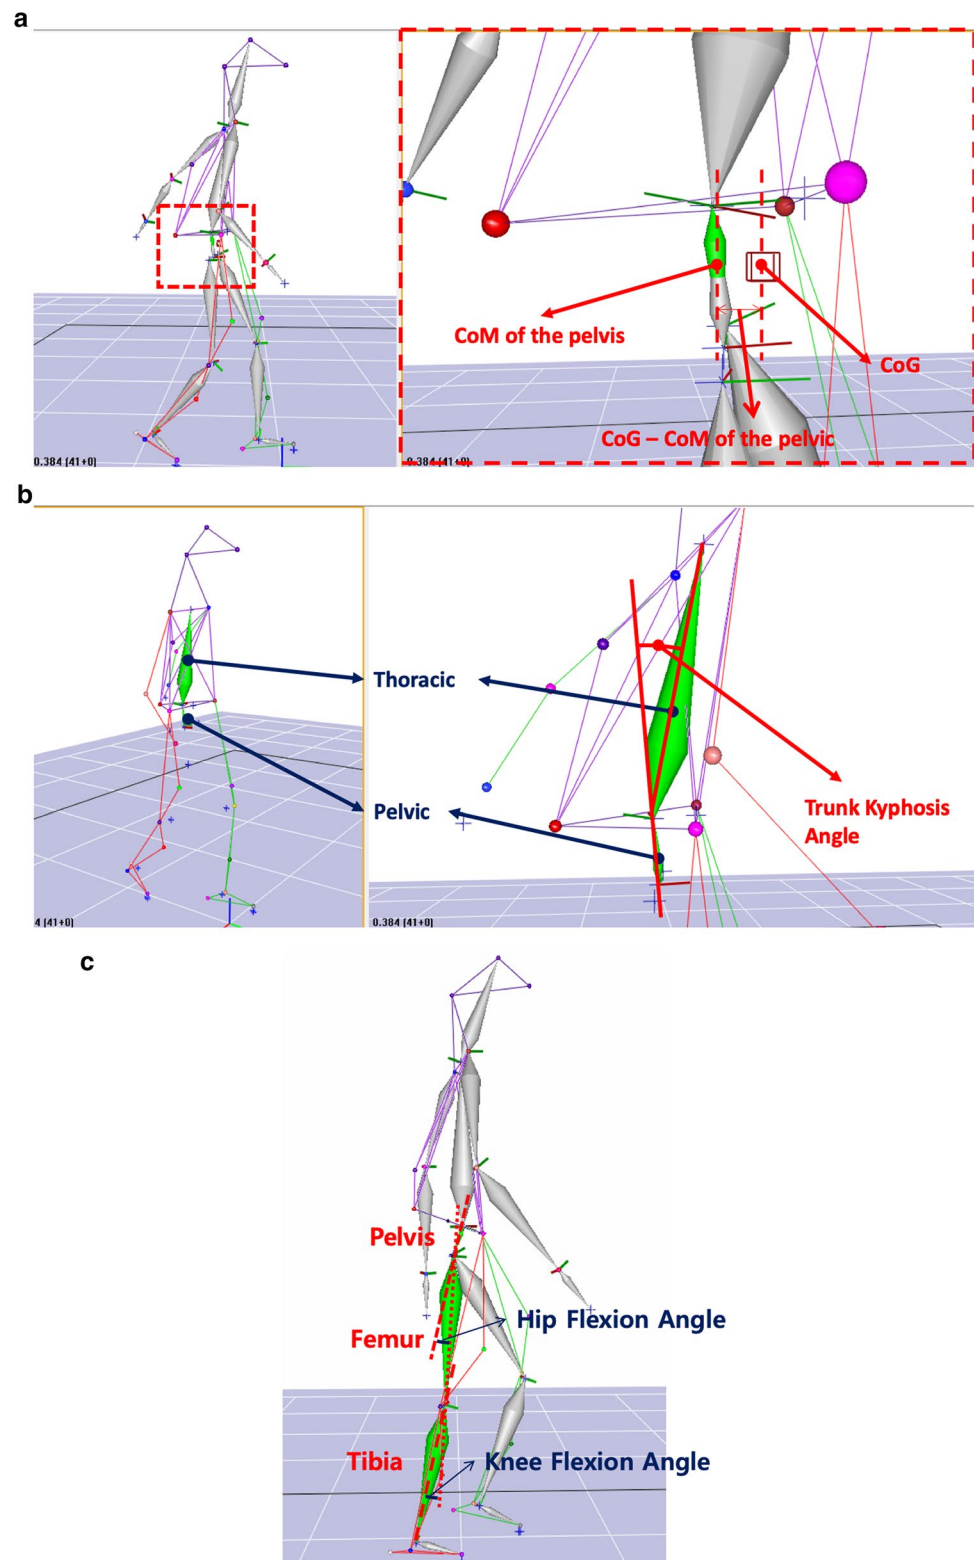 a
CoM of the pelvis
CoG
CoG – CoM of the pelvic
0.384 [41+0]
0.384 [41+0]
b
Thoracic
Pelvic
Trunk Kyphosis
Angle
4 [41+0]
0.384 [41+0]
c
Pelvis
Hip Flexion Angle
Femur
Tibia
Knee Flexion Angle